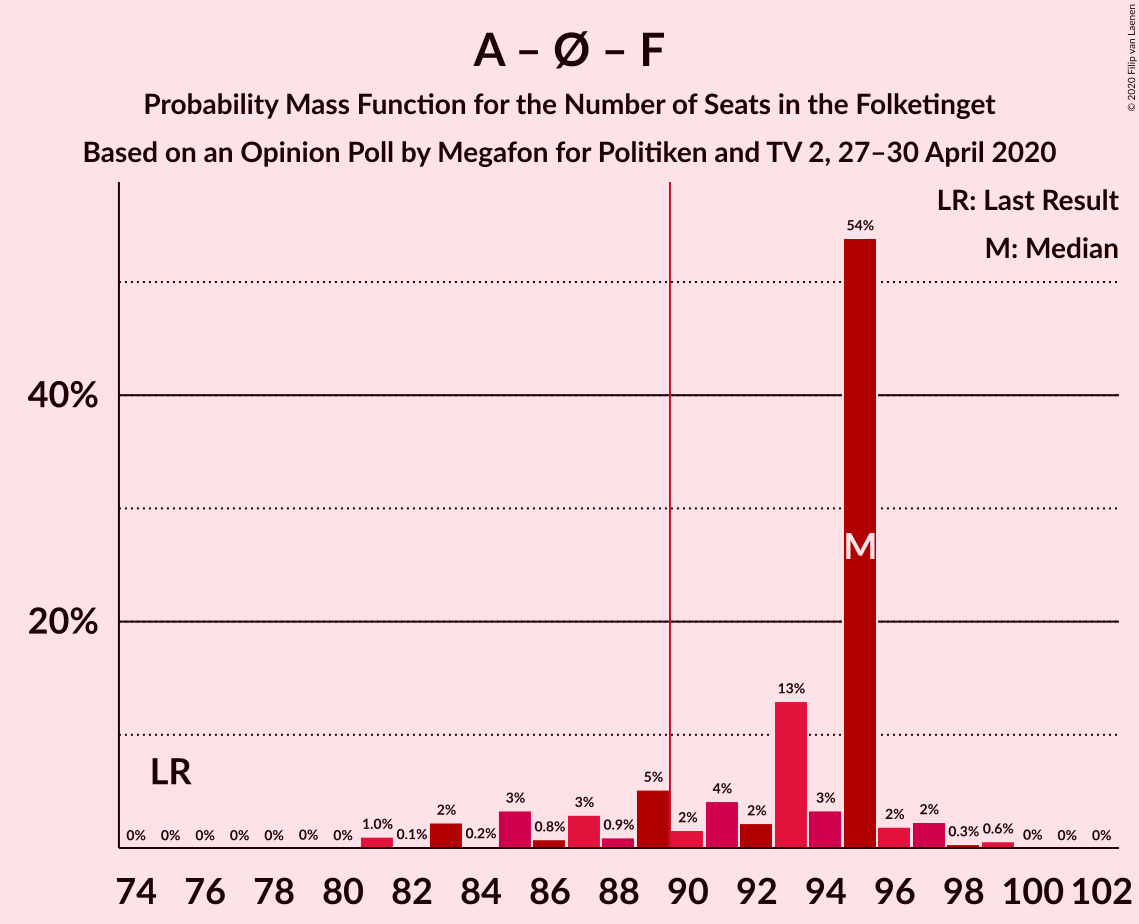 A – Ø – F
Probability Mass Function for the Number of Seats in the Folketinget
Based on an Opinion Poll by Megafon for Politiken and TV 2, 27–30 April 2020
© 2020 Filip van Laenen
LR: Last Result
M: Median
54%
40%
M
20%
13%
LR
0% 0% 0% 0% 0% 0% 0% 1.0% 0.1% 2% 0.2% 3% 0.8% 3% 0.9% 5% 2% 4% 2% 3% 2% 2% 0.3% 0.6% 0% 0% 0%
74 76 78 80 82 84 86 88 90 92 94 96 98 100 102